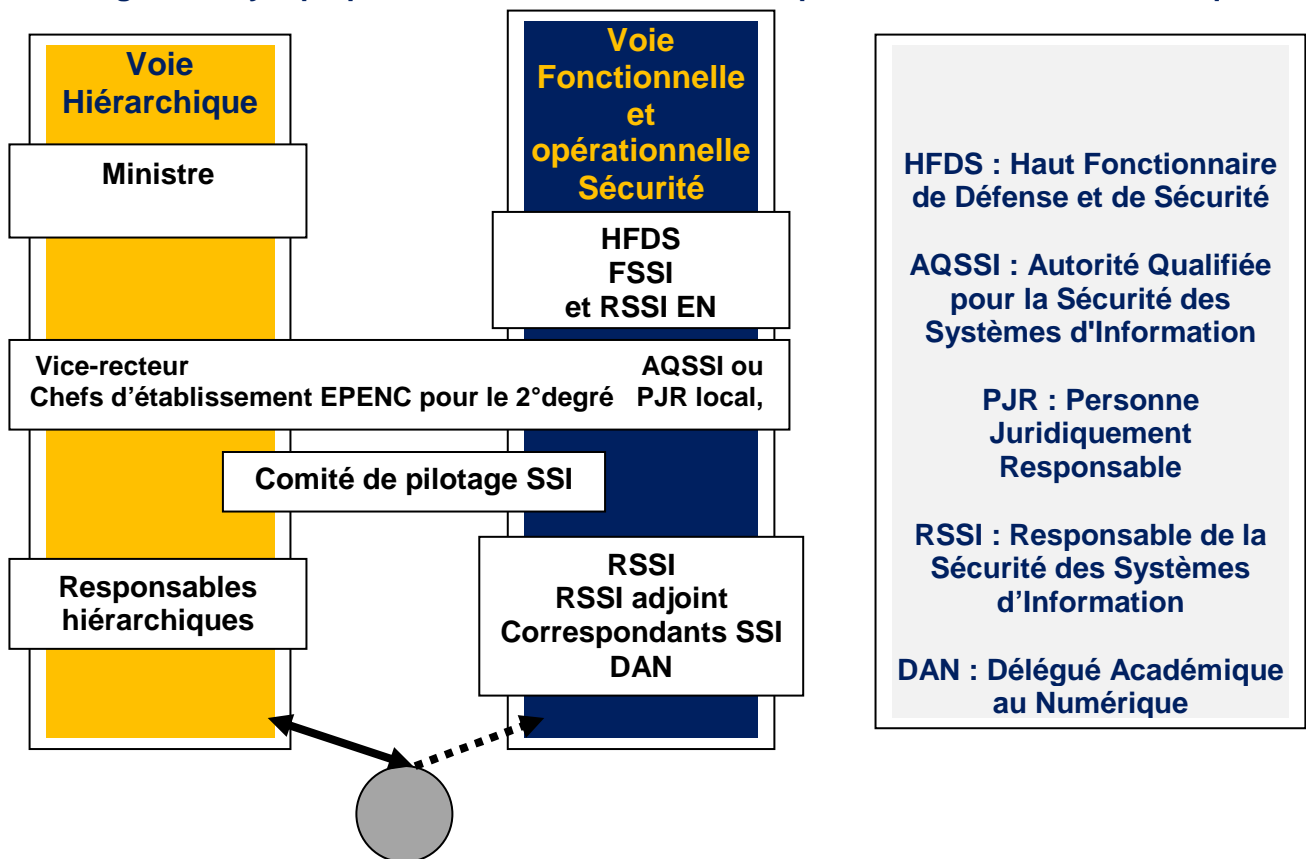 Voie
Hiérarchique
Ministre
Voie
Fonctionnelle
et
opérationnelle
Sécurité
HFDS
FSSI
et RSSI EN
Vice-recteur AQSSI ou
Chefs d’établissement EPENC pour le 2°degré PJR local,
Comité de pilotage SSI
Responsables
hiérarchiques
RSSI
RSSI adjoint
Correspondants SSI
DAN
HFDS : Haut Fonctionnaire
de Défense et de Sécurité
AQSSI : Autorité Qualifiée
pour la Sécurité des
Systèmes d'Information
PJR : Personne
Juridiquement
Responsable
RSSI : Responsable de la
Sécurité des Systèmes
d’Information
DAN : Délégué Académique
au Numérique